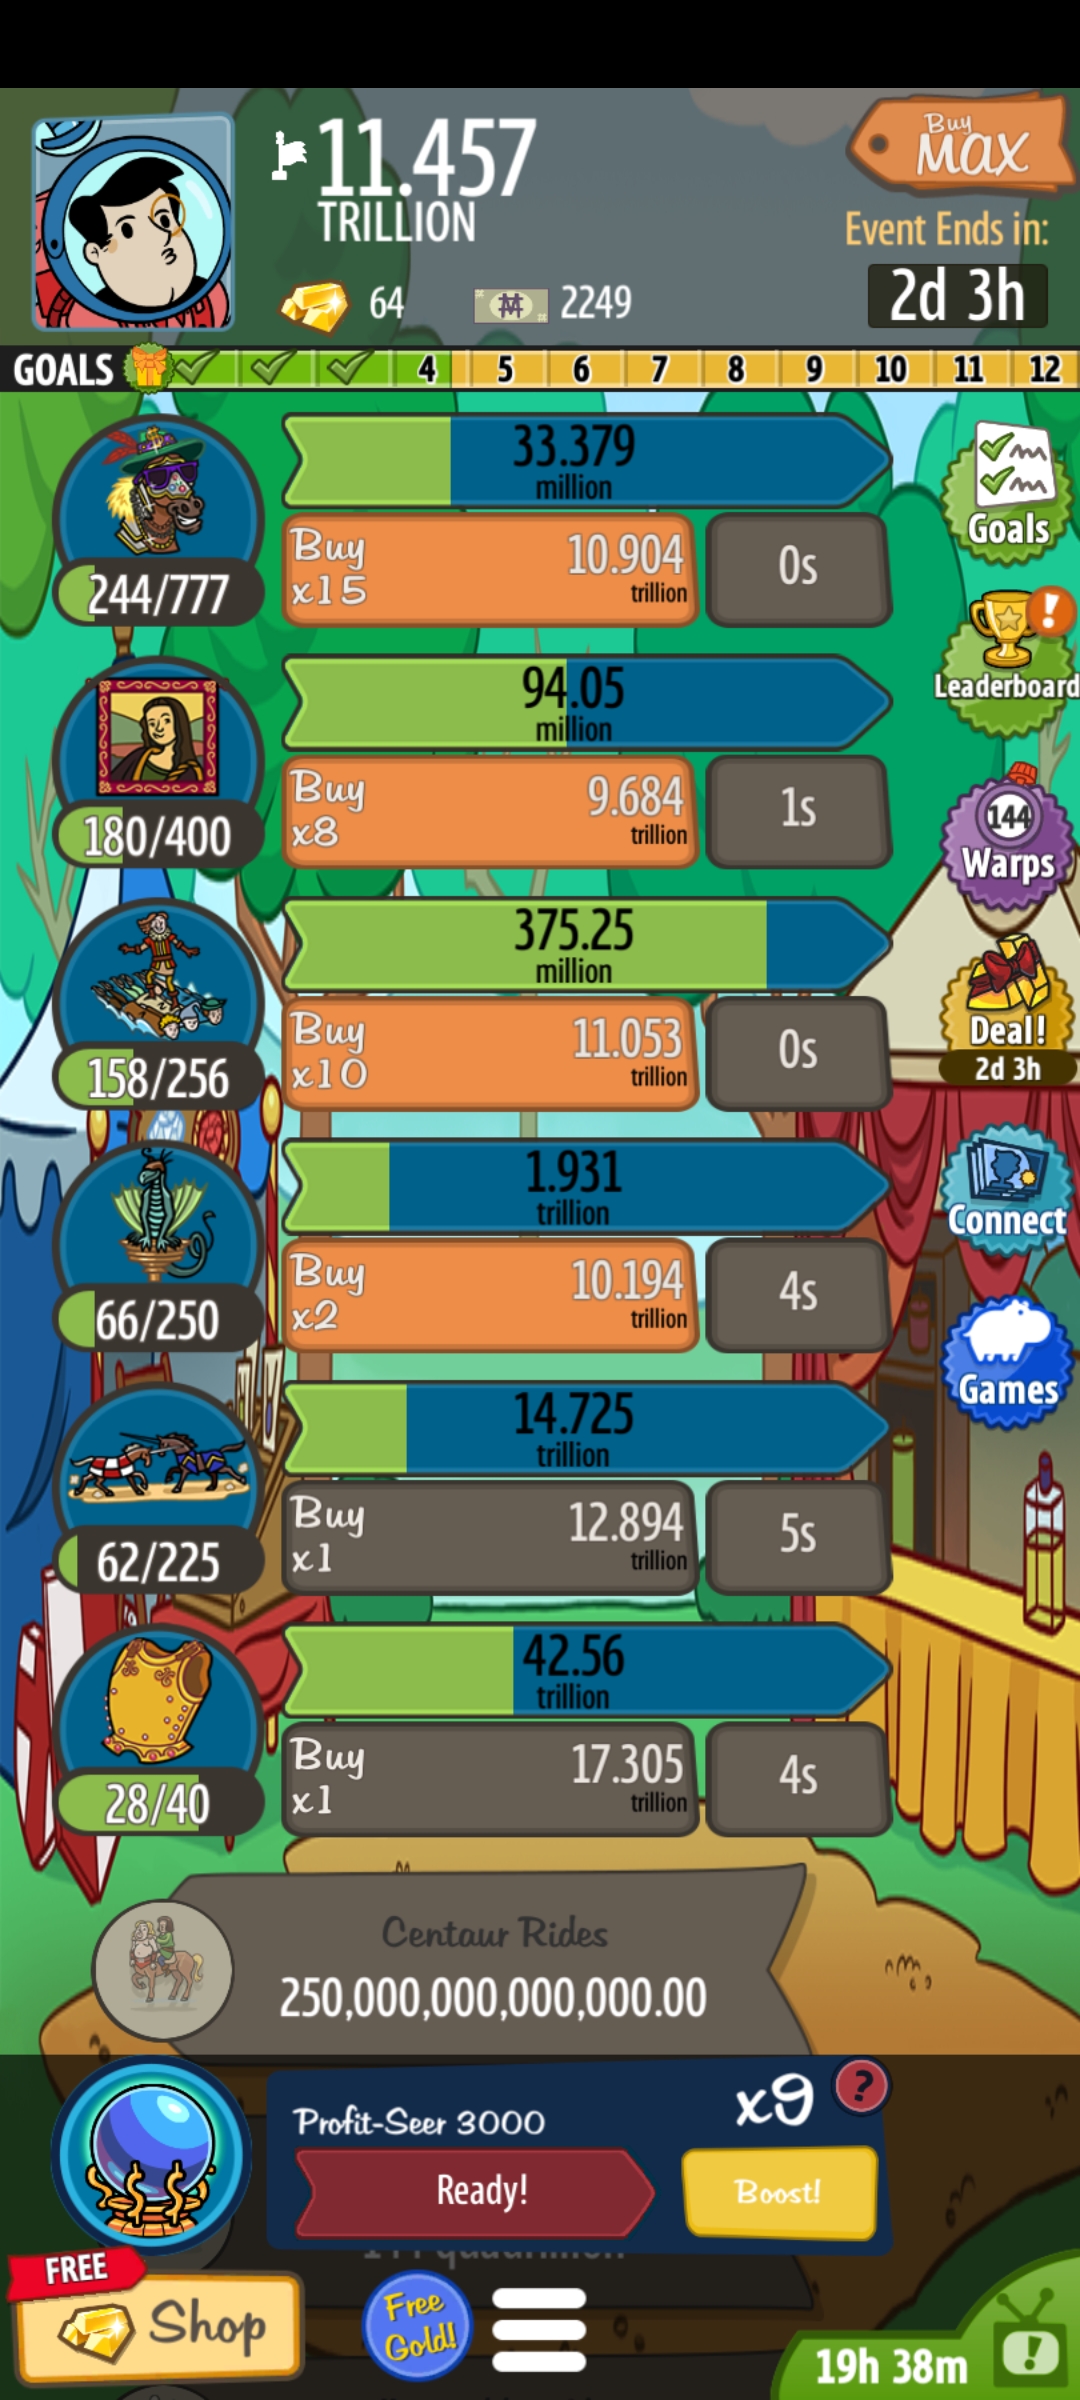 11.457
TRILLION
64
2249
Buy
MAX
Event Ends in:
2d 3h
GOALS
4
5
6
7
8
9
10
11
12
33.379
million
244/777
Buy
x15
10.904
trillion
0s
Goals
Leaderboard
94.05
million
180/400
Buy
x8
9.684
trillion
1s
144
Warps
375.25
million
158/256
Buy
x10
11.053
trillion
0s
Deal!
2d 3h
1.931
trillion
66/250
Buy
x2
10.194
trillion
4s
Connect
Games
14.725
trillion
62/225
Buy
x1
12.894
trillion
5s
42.56
trillion
28/40
Buy
x1
17.305
trillion
4s
Centaur Rides
250,000,000,000,000.00
Profit-Seer 3000
x9
?
Ready!
Boost!
FREE
Shop
Free
Gold!
19h 38m